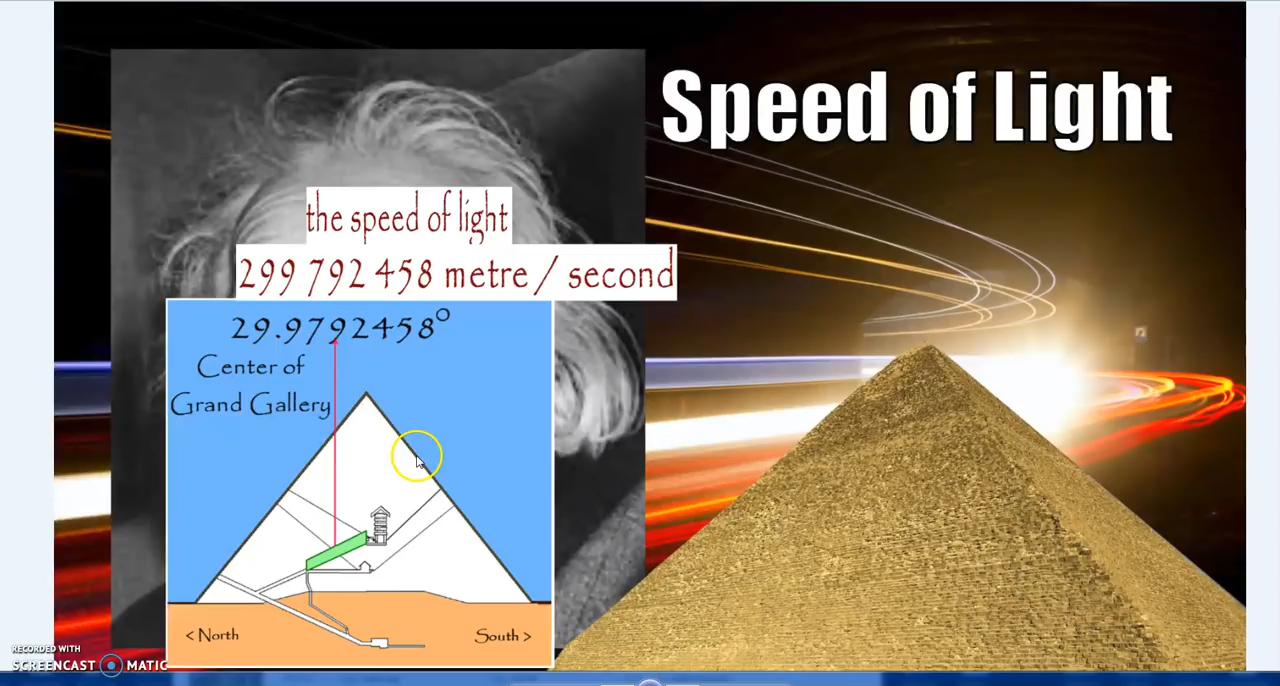 Speed of Light
the speed of light
299 792 458 metre / second
29.9792458°
Center of
Grand Gallery
< North
South >
RECORDED WITH
SCREENCAST MATIC